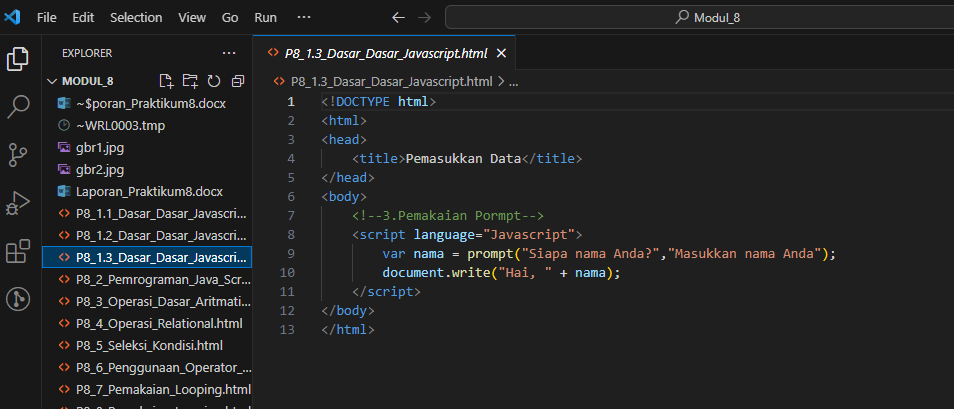 File Edit Selection View Go Run ... Modul_8
EXPLORER ...
MODUL_8
~$poran_Praktikum8.docx
~WRL0003.tmp
gbr1.jpg
gbr2.jpg
Laporan_Praktikum8.docx
P8_1.1_Dasar_Dasar_Javascri...
P8_1.2_Dasar_Dasar_Javascri...
P8_1.3_Dasar_Dasar_Javascri...
P8_2_Pemrograman_Java_Scr...
P8_3_Operasi_Dasar_Aritmati...
P8_4_Operasi_Relational.html
P8_5_Seleksi_Kondisi.html
P8_6_Penggunaan_Operator_...
P8_7_Pemakaian_Looping.html
P8_1.3_Dasar_Dasar_Javascript.html
P8_1.3_Dasar_Dasar_Javascript.html > ...
1 <!DOCTYPE html>
2 <html>
3 <head>
4 <title>Pemasukkan Data</title>
5 </head>
6 <body>
7 <!--3.Pemakaian Pormpt-->
8 <script language="Javascript">
9 var nama = prompt("Siapa nama Anda?","Masukkan nama Anda");
10 document.write("Hai, " + nama);
11 </script>
12 </body>
13 </html>